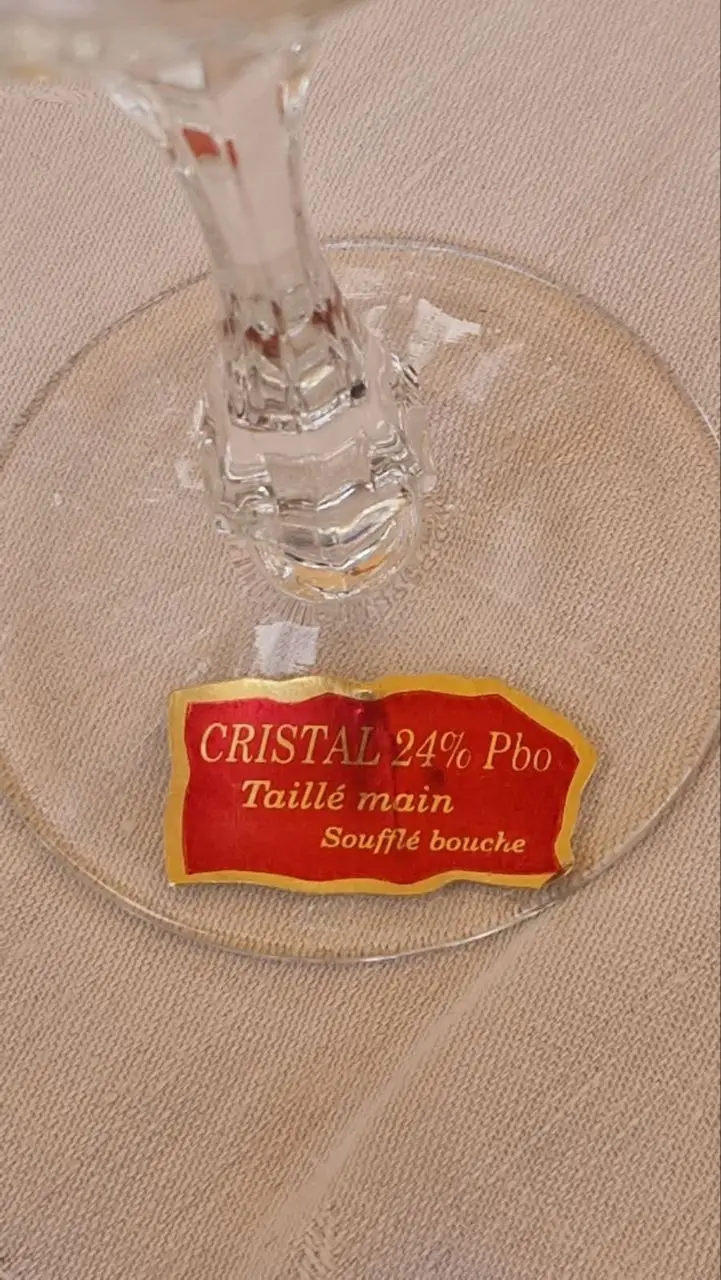 CRISTAL 24% Pbo
Taillé main
Soufflé bouche